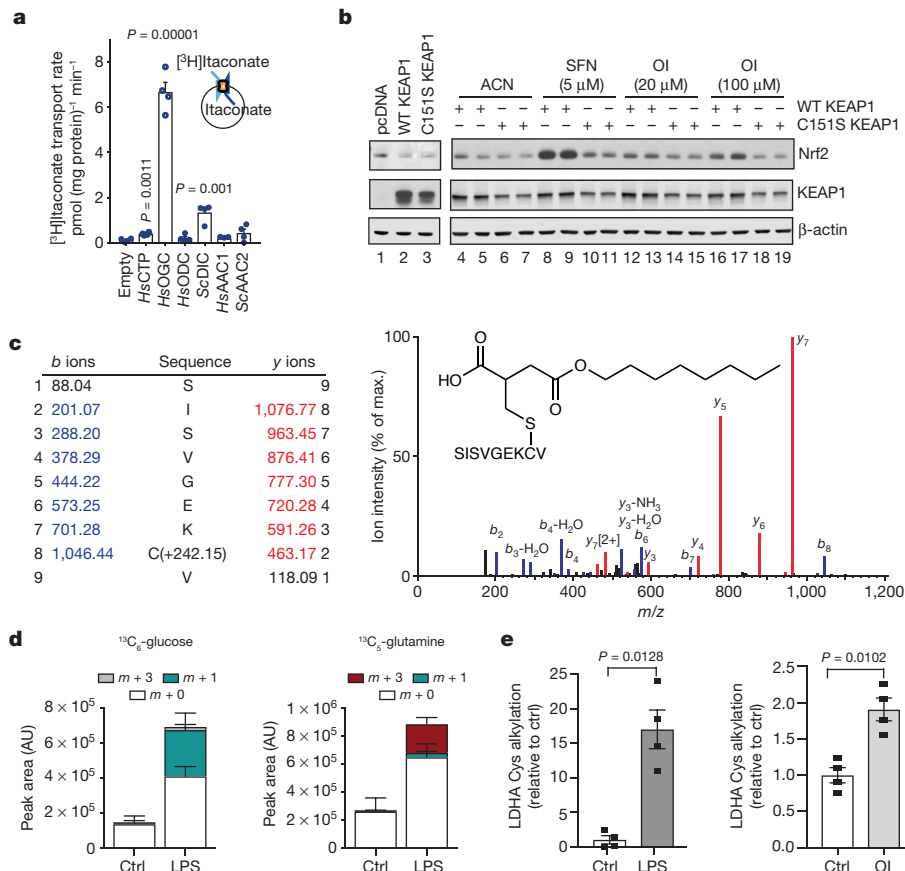 a
P = 0.00001
[³H]Itaconate
Itaconate
P = 0.0011
P = 0.001
[³H]Itaconate transport rate
pmol (mg protein)⁻¹ min⁻¹
8
6
4
2
0
Empty
HsCTP
HsOGC
HsODC
ScDIC
HsAAC1
ScAAC2
b
pcDNA
WT KEAP1
C151S KEAP1
ACN
SFN
(5 μM)
OI
(20 μM)
OI
(100 μM)
+ + − − + + − − + + − − + + − − WT KEAP1
− − + + − − + + − − + + − − + + C151S KEAP1
Nrf2
KEAP1
β-actin
1 2 3 4 5 6 7 8 9 10 11 12 13 14 15 16 17 18 19
c
b ions Sequence y ions
1 88.04 S 9
2 201.07 I 1,076.77 8
3 288.20 S 963.45 7
4 378.29 V 876.41 6
5 444.22 G 777.30 5
6 573.25 E 720.28 4
7 701.28 K 591.26 3
8 1,046.44 C(+242.15) 463.17 2
9 V 118.09 1
Ion intensity (% of max.)
100
50
0
O
HO
O
O
S
SISVGEKCV
y₇
y₅
y₆
y₃-NH₃
y₃-H₂O
b₄-H₂O
y₇[2+]
b₆
b₂
b₃-H₂O
b₄
y₃
b₇
y₄
b₈
0 200 400 600 800 1,000 1,200
m/z
d
¹³C₆-glucose
m + 3 m + 1
m + 0
Peak area (AU)
8 × 10⁵
6 × 10⁵
4 × 10⁵
2 × 10⁵
0
Ctrl LPS
¹³C₅-glutamine
m + 3 m + 1
m + 0
Peak area (AU)
1 × 10⁶
8 × 10⁵
6 × 10⁵
4 × 10⁵
2 × 10⁵
0
Ctrl LPS
e
P = 0.0128
LDHA Cys alkylation
(relative to ctrl)
25
20
15
10
5
0
Ctrl LPS
P = 0.0102
LDHA Cys alkylation
(relative to ctrl)
2.5
2.0
1.5
1.0
0.5
0
Ctrl OI